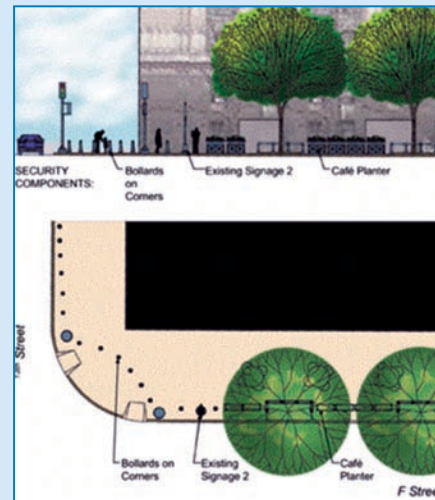 SECURITY
COMPONENTS:
Bollards
on
Corners
Existing Signage 2
Café Planter
Street
Bollards on
Corners
Existing
Signage 2
Café
Planter
F Stree